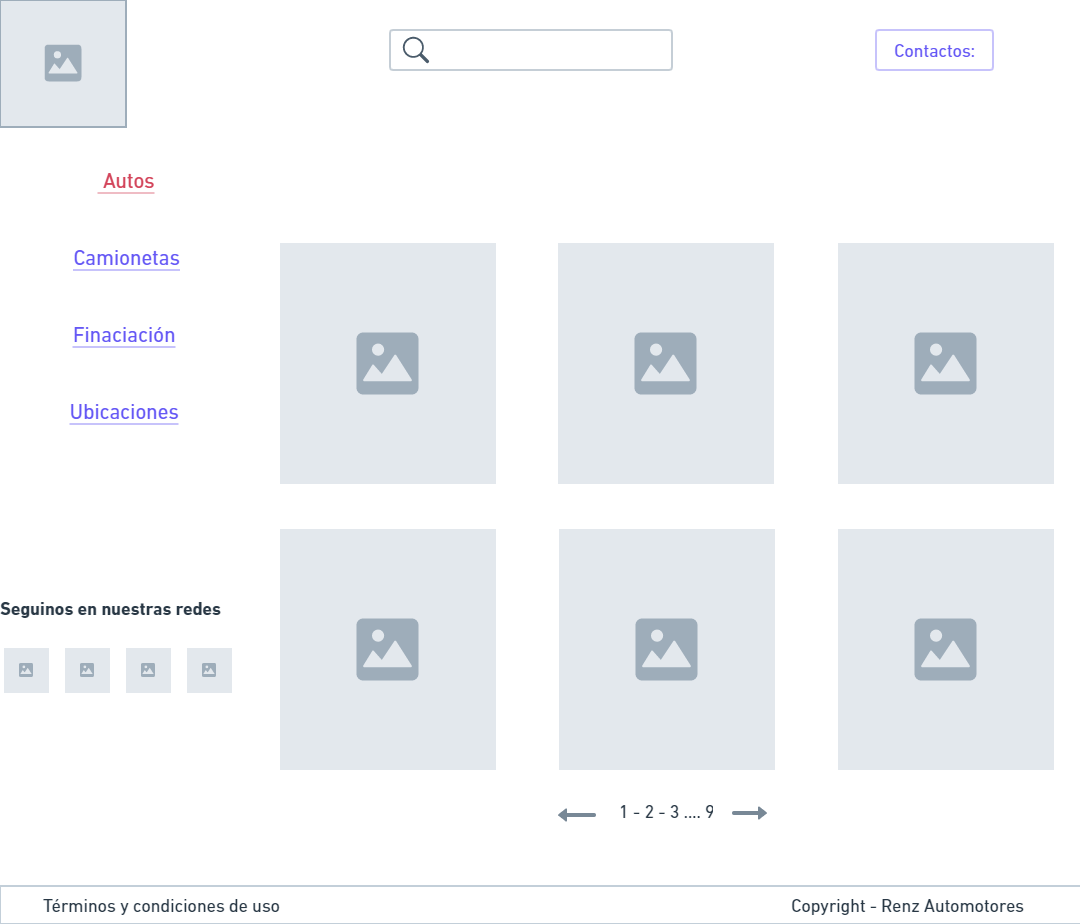 Contactos:
Autos
Camionetas
Finaciación
Ubicaciones
Seguinos en nuestras redes
1 - 2 - 3 .... 9
Términos y condiciones de uso
Copyright - Renz Automotores